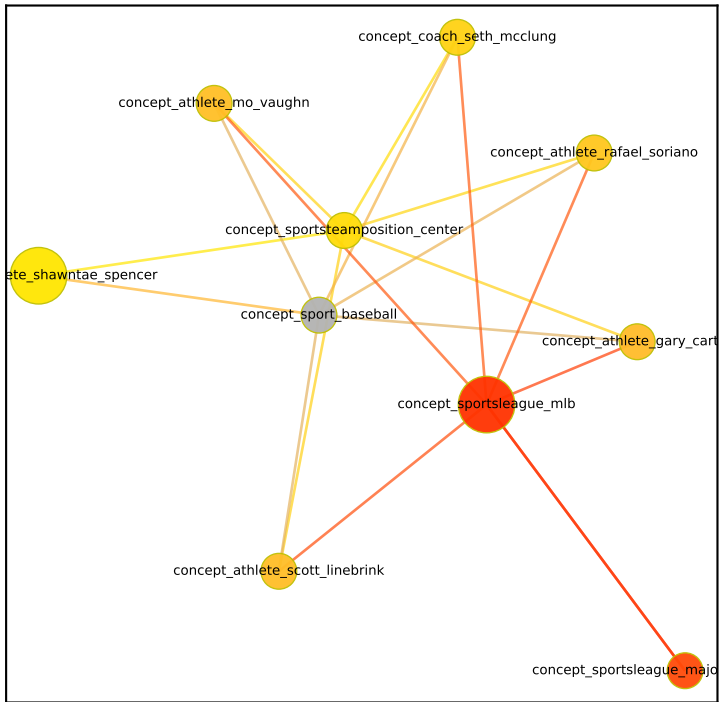 concept_coach_seth_mcclung
concept_athlete_mo_vaughn
concept_athlete_rafael_soriano
concept_sportsteamposition_center
ete_shawntae_spencer
concept_sport_baseball
concept_athlete_gary_cart
concept_sportsleague_mlb
concept_athlete_scott_linebrink
concept_sportsleague_majo